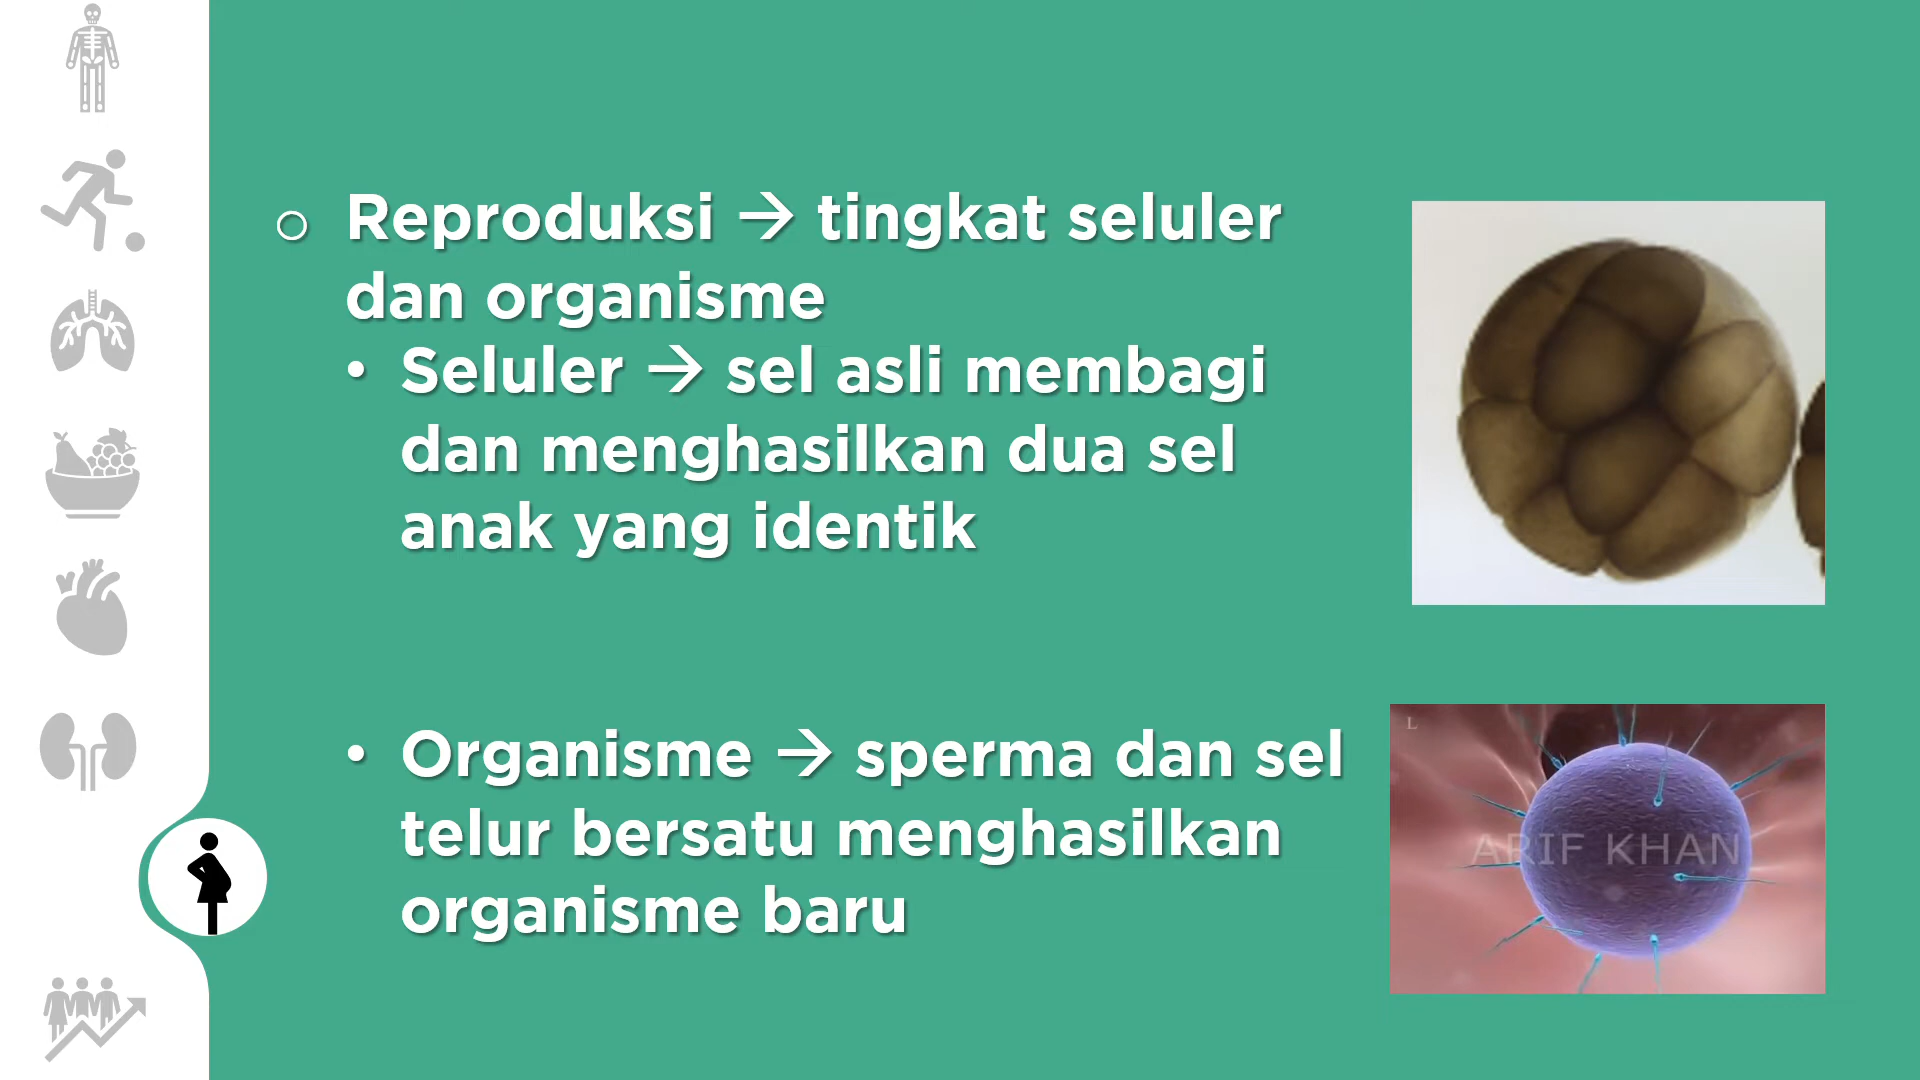 ○ Reproduksi → tingkat seluler
dan organisme
• Seluler → sel asli membagi
dan menghasilkan dua sel
anak yang identik
• Organisme → sperma dan sel
telur bersatu menghasilkan
organisme baru
L
ARIF KHAN